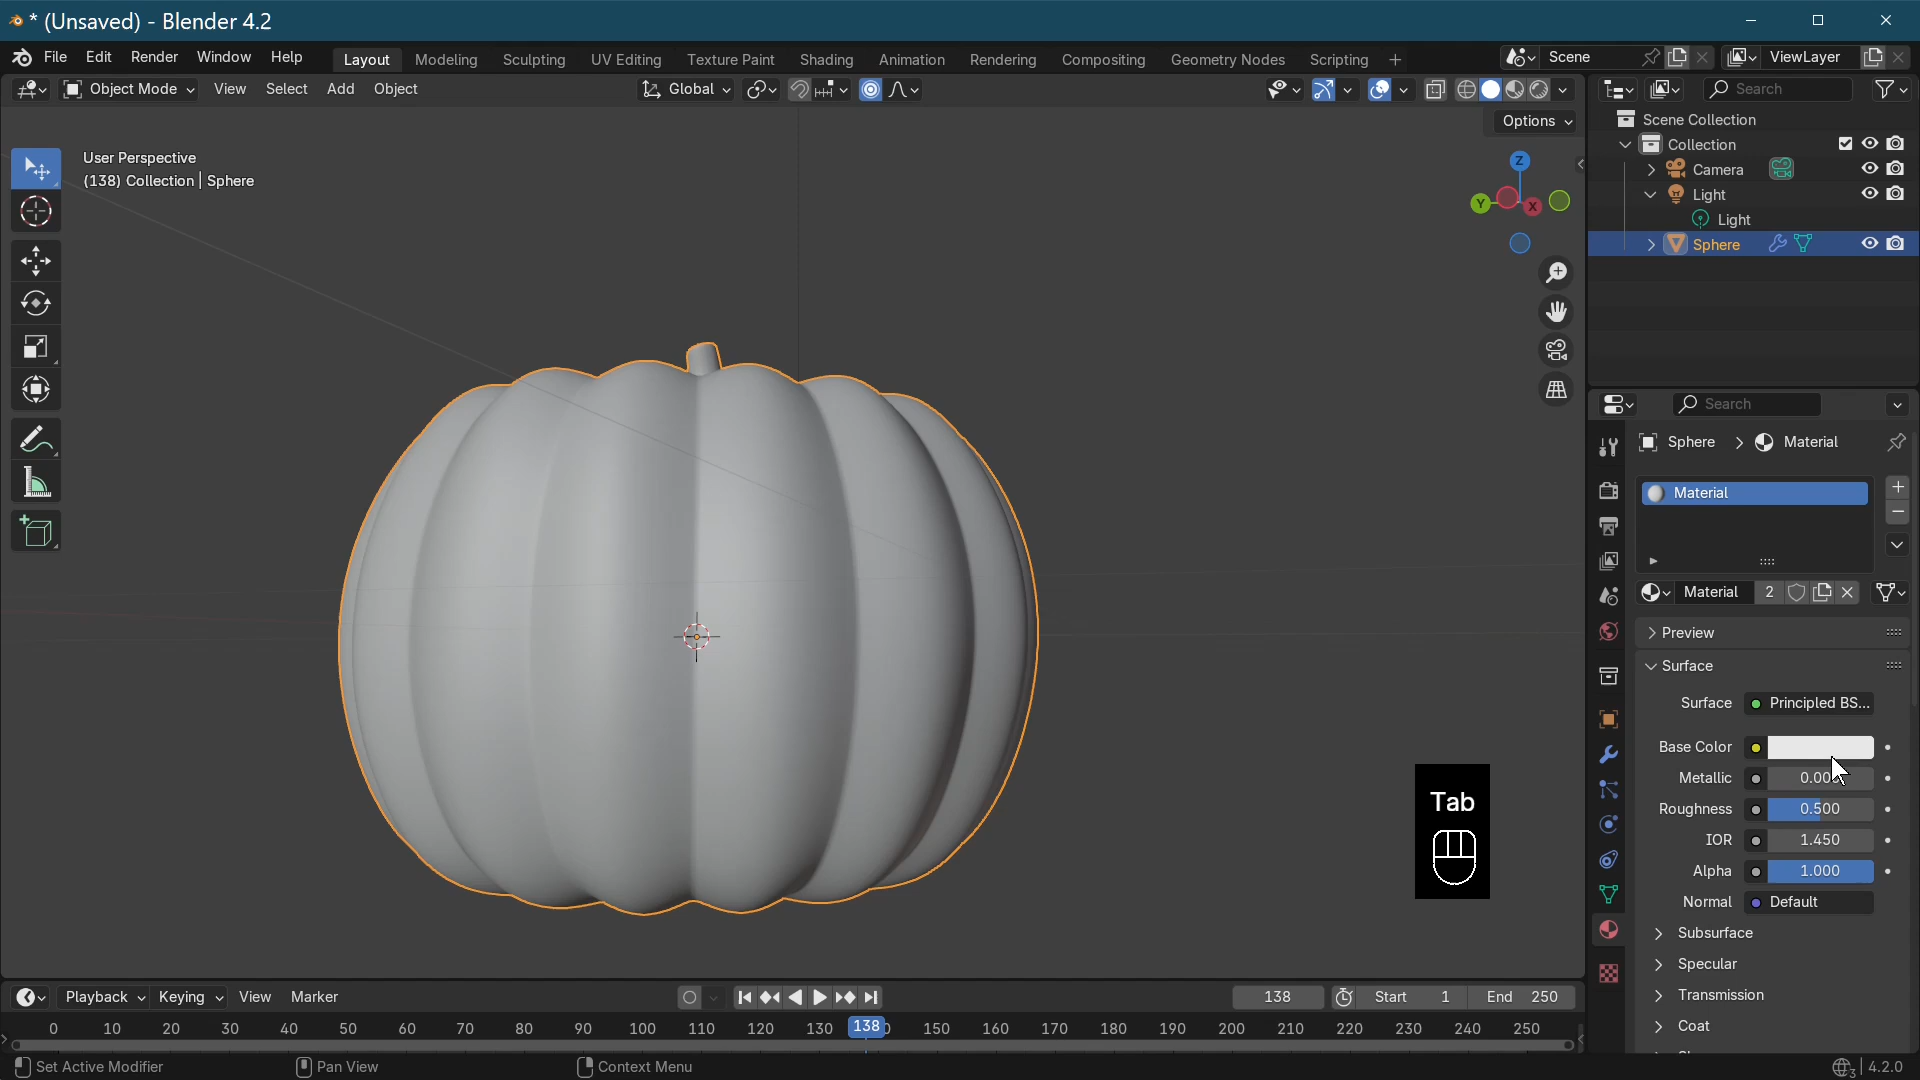 * (Unsaved) - Blender 4.2
File Edit Render Window Help Layout Modeling Sculpting UV Editing Texture Paint Shading Animation Rendering Compositing Geometry Nodes Scripting + Scene ViewLayer
Object Mode View Select Add Object Global Search
Options
Scene Collection
Collection
Camera
Light
Light
Sphere
User Perspective
(138) Collection | Sphere
Z
Y
X
Search
Sphere > Material
Material
Material 2
Preview
Surface
Surface Principled BS...
Base Color
Metallic
Roughness 0.500
IOR 1.450
Alpha 1.000
Normal Default
Subsurface
Specular
Transmission
Coat
Tab
Playback Keying View Marker 138 Start 1 End 250
0 10 20 30 40 50 60 70 80 90 100 110 120 130 138 150 160 170 180 190 200 210 220 230 240 250
Set Active Modifier Pan View Context Menu 3 4.2.0